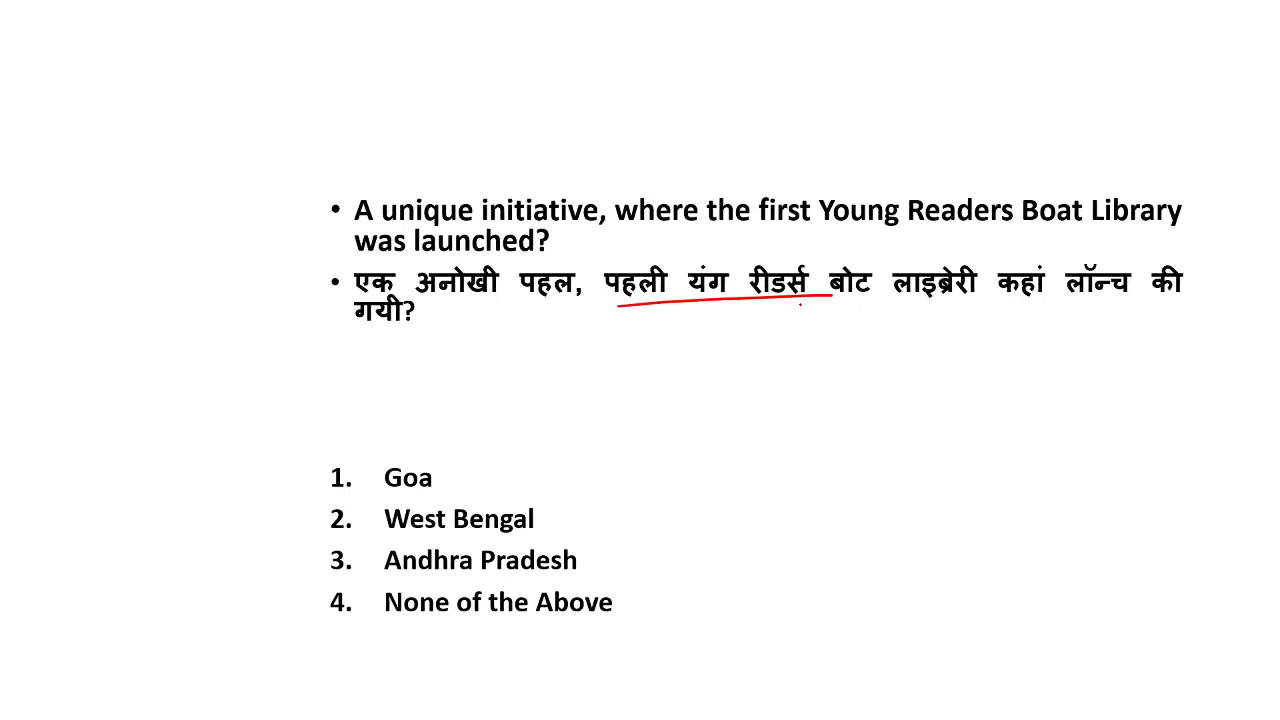 • A unique initiative, where the first Young Readers Boat Library
was launched?
• एक अनोखी पहल, पहली यंग रीडर्स बोट लाइब्रेरी कहां लॉन्च की
गयी?
1. Goa
2. West Bengal
3. Andhra Pradesh
4. None of the Above